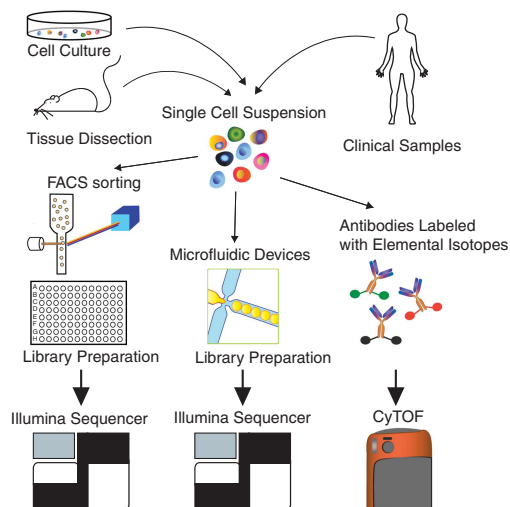 Cell Culture
Single Cell Suspension
Tissue Dissection
Clinical Samples
FACS sorting
Antibodies Labeled
with Elemental Isotopes
Microfluidic Devices
A
B
C
D
E
F
G
H
Library Preparation
Library Preparation
Illumina Sequencer
Illumina Sequencer
CyTOF